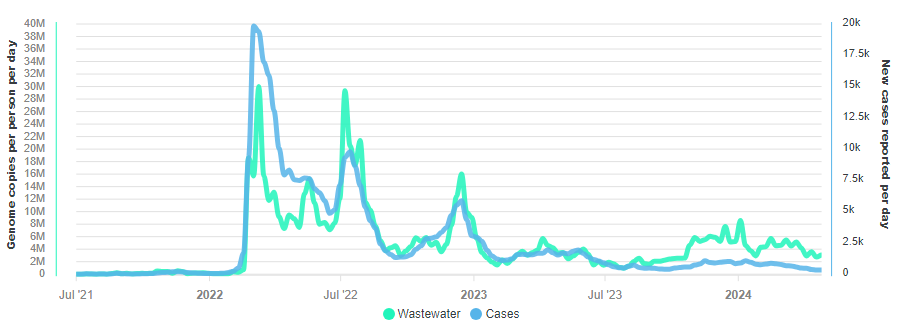 40M
38M
36M
34M
32M
30M
28M
26M
24M
22M
20M
18M
16M
14M
12M
10M
8M
6M
4M
2M
0
Genome copies per person per day
20k
17.5k
15k
12.5k
10k
7.5k
5k
2.5k
0
New cases reported per day
Jul '21 2022 Jul '22 2023 Jul '23 2024
Wastewater Cases